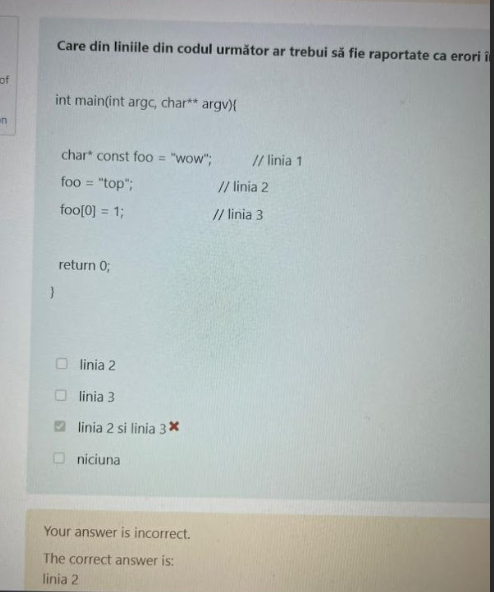 Care din liniile din codul următor ar trebui să fie raportate ca erori
of
int main(int argc, char** argv){
n
char* const foo = "wow"; // linia 1
foo = "top"; // linia 2
foo[0] = 1; // linia 3
return 0;
}
linia 2
linia 3
linia 2 si linia 3
niciuna
Your answer is incorrect.
The correct answer is:
linia 2